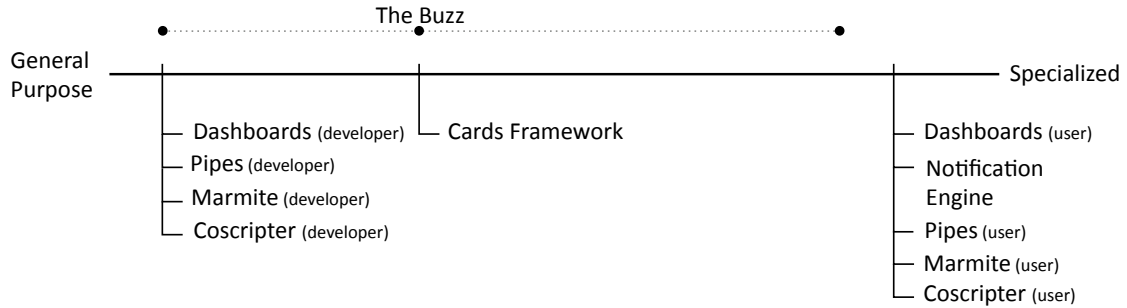 The Buzz
General
Purpose
Specialized
Dashboards (developer)
Pipes (developer)
Marmite (developer)
Coscripter (developer)
Cards Framework
Dashboards (user)
Notification
Engine
Pipes (user)
Marmite (user)
Coscripter (user)